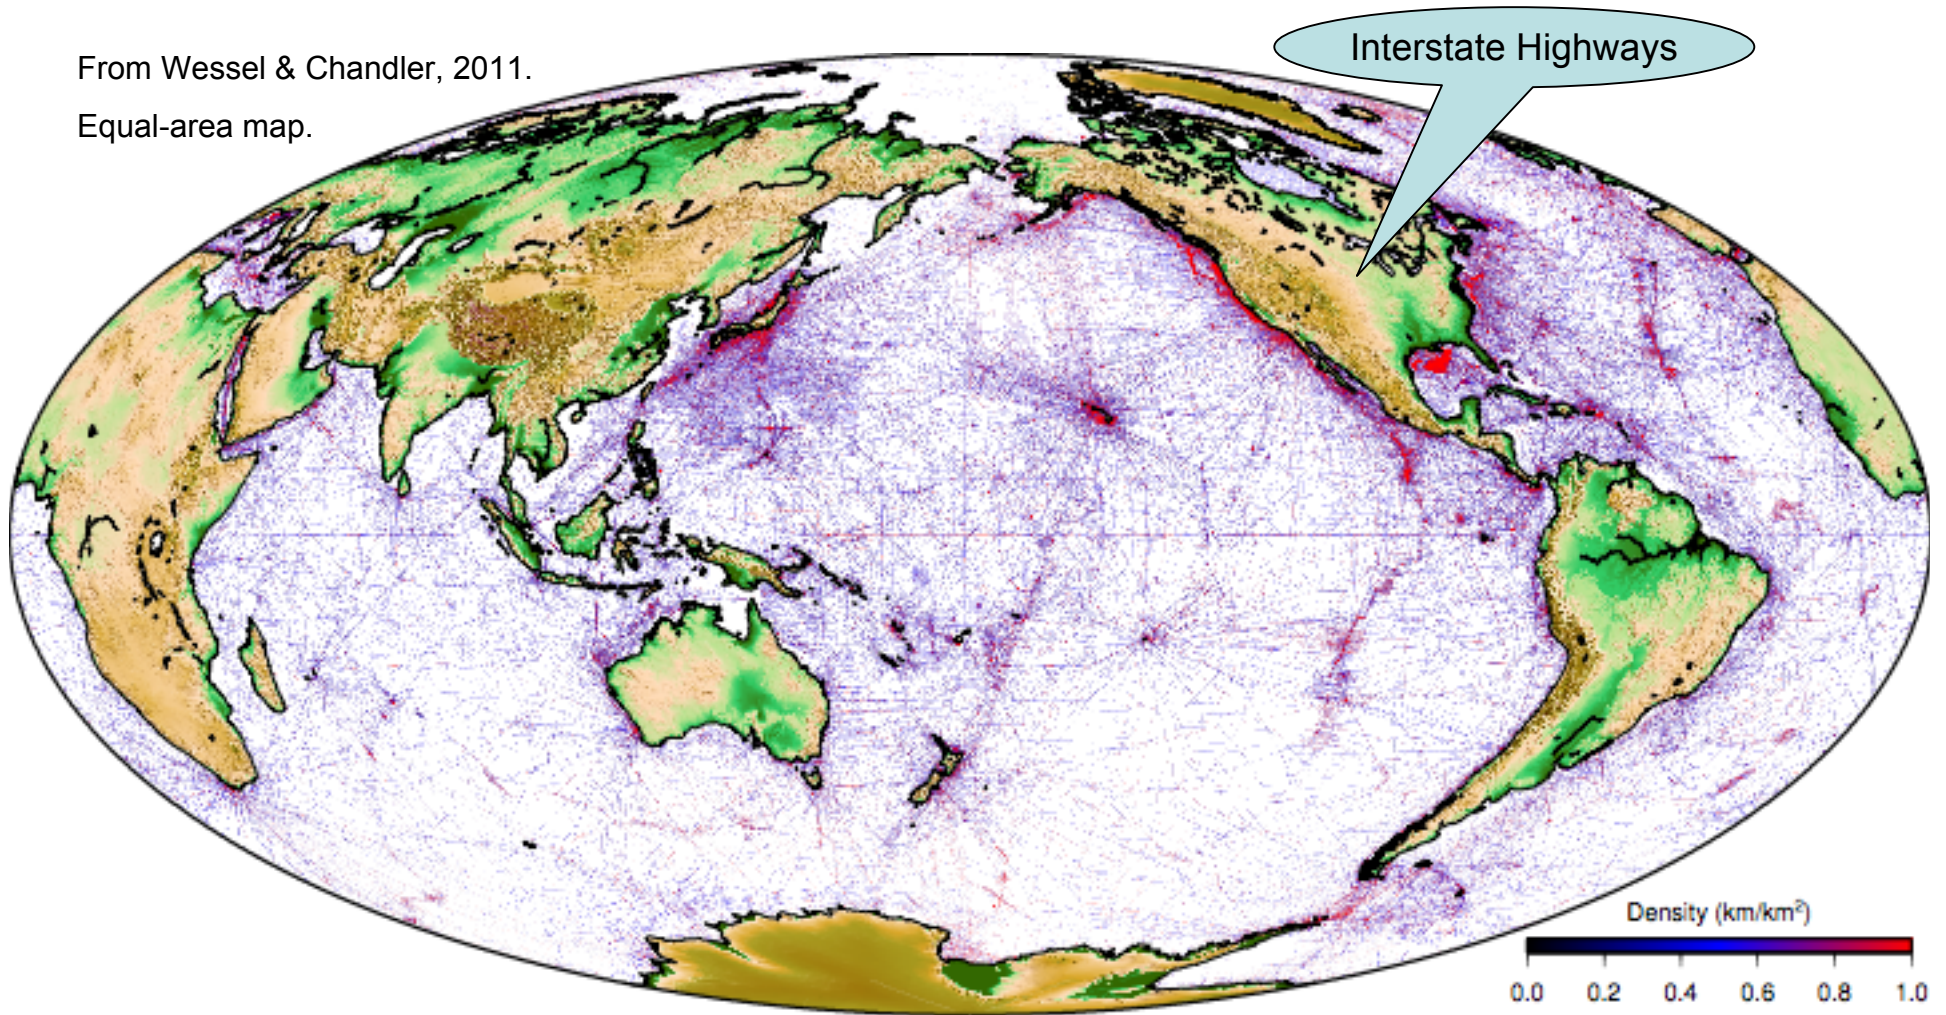 From Wessel & Chandler, 2011.
Equal-area map.
Interstate Highways
Density (km/km²)
0.0 0.2 0.4 0.6 0.8 1.0